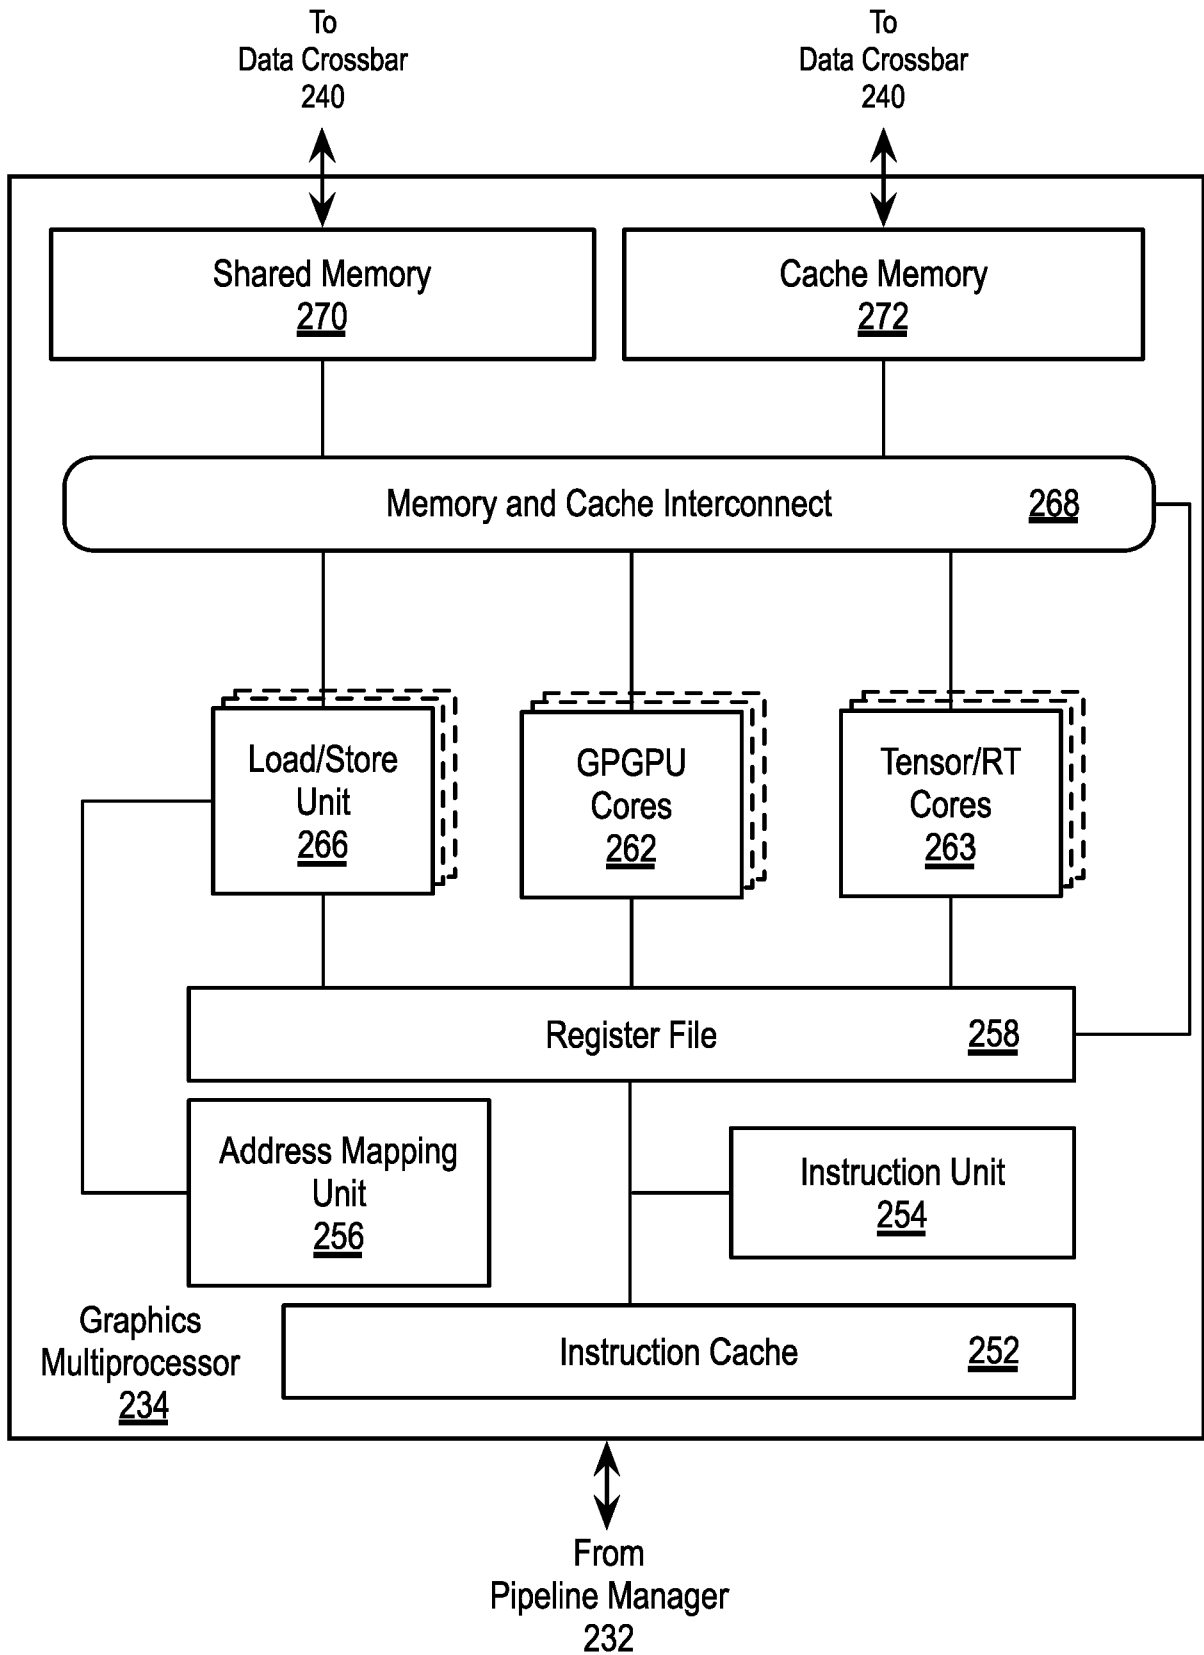 To
Data Crossbar
240
To
Data Crossbar
240
Shared Memory
270
Cache Memory
272
Memory and Cache Interconnect 268
Load/Store
Unit
266
GPGPU
Cores
262
Tensor/RT
Cores
263
Register File 258
Address Mapping
Unit
256
Instruction Unit
254
Graphics
Multiprocessor
234
Instruction Cache 252
From
Pipeline Manager
232